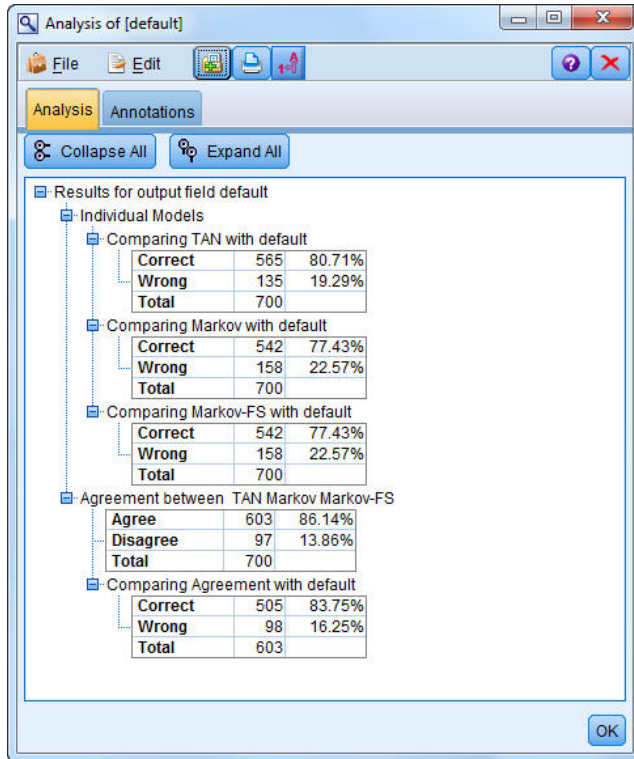 Analysis of [default]
File Edit
Analysis Annotations
Collapse All Expand All
Results for output field default
Individual Models
Comparing TAN with default
Correct 565 80.71%
Wrong 135 19.29%
Total 700
Comparing Markov with default
Correct 542 77.43%
Wrong 158 22.57%
Total 700
Comparing Markov-FS with default
Correct 542 77.43%
Wrong 158 22.57%
Total 700
Agreement between TAN Markov Markov-FS
Agree 603 86.14%
Disagree 97 13.86%
Total 700
Comparing Agreement with default
Correct 505 83.75%
Wrong 98 16.25%
Total 603
OK